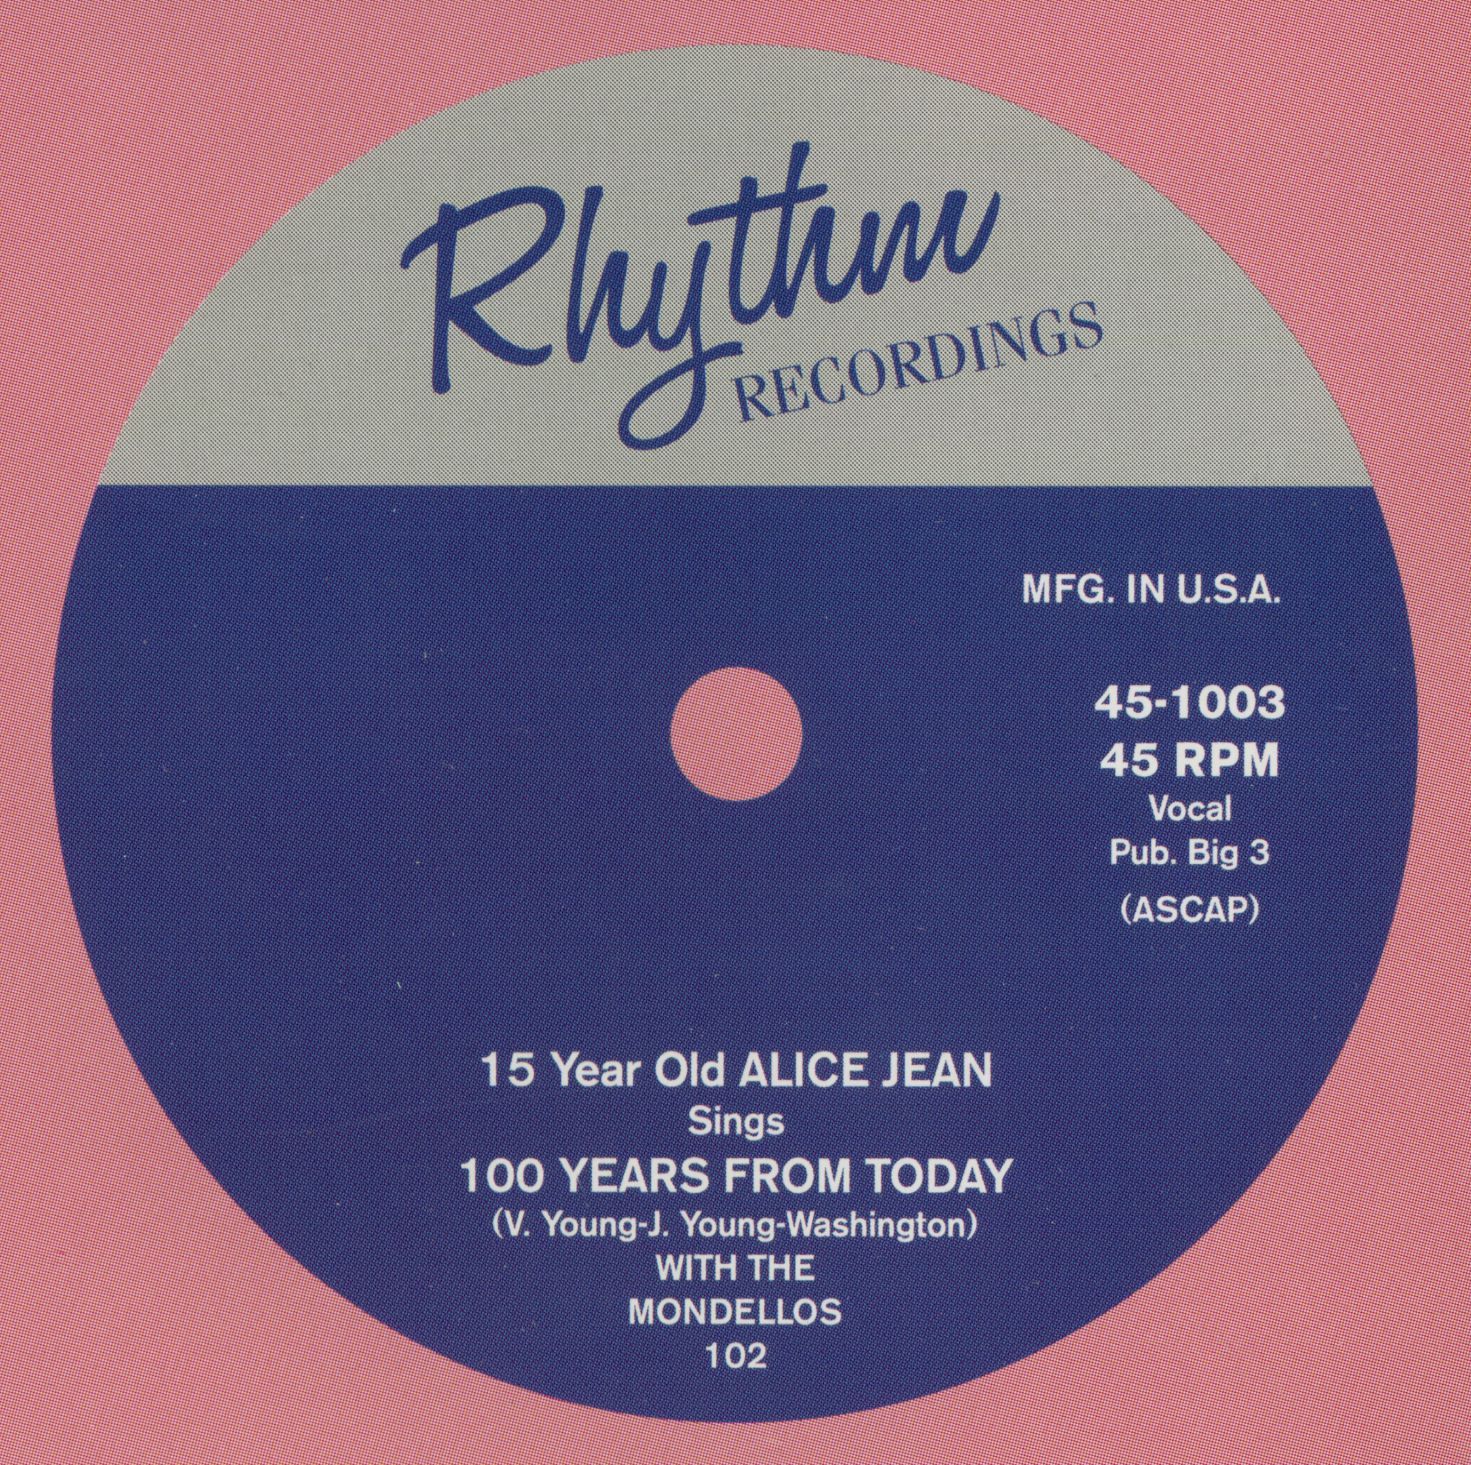 Rhythm
RECORDINGS
MFG. IN U.S.A.
45-1003
45 RPM
Vocal
Pub. Big 3
(ASCAP)
15 Year Old ALICE JEAN
Sings
100 YEARS FROM TODAY
(V. Young-J. Young-Washington)
WITH THE
MONDELLOS
102